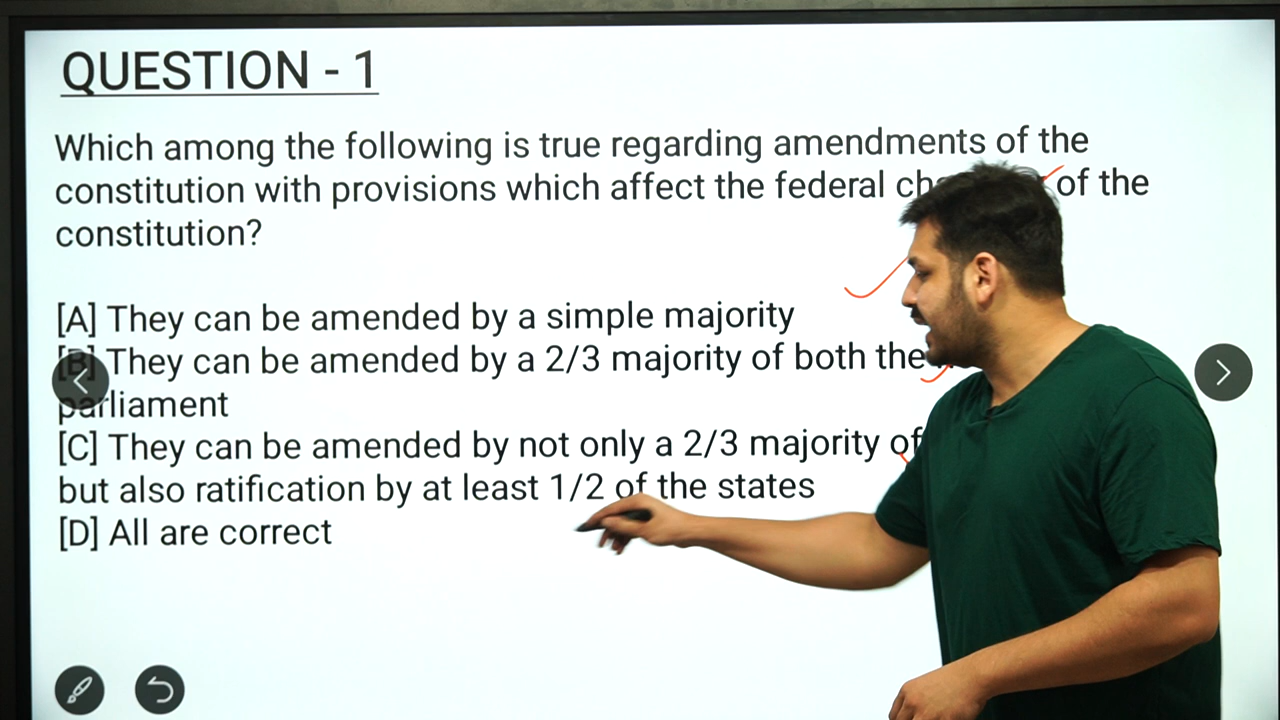 QUESTION - 1
Which among the following is true regarding amendments of the
constitution with provisions which affect the federal of the
constitution?
[A] They can be amended by a simple majority
[B] They can be amended by a 2/3 majority of both the
parliament
[C] They can be amended by not only a 2/3 majority of
but also ratification by at least 1/2 of the states
[D] All are correct